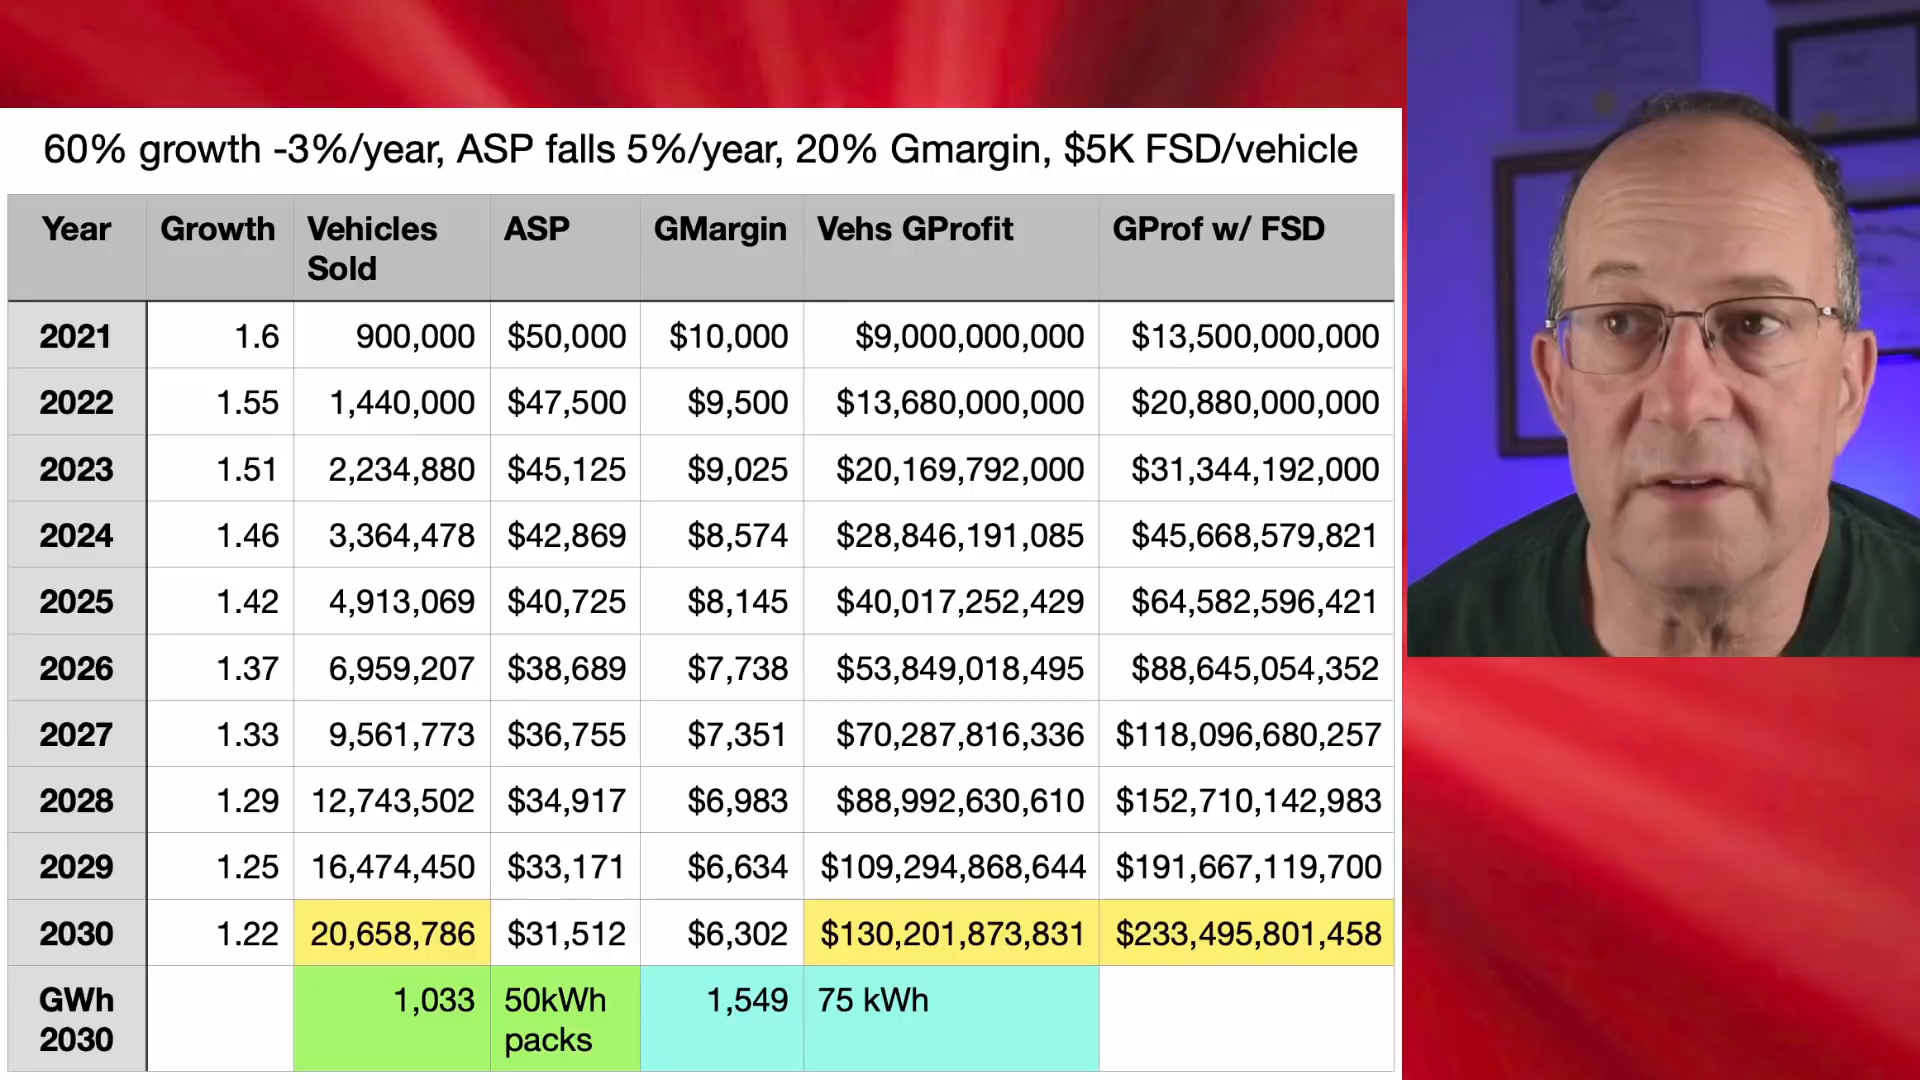 60% growth -3%/year, ASP falls 5%/year, 20% Gmargin, $5K FSD/vehicle
Year Growth Vehicles Sold ASP GMargin Vehs GProfit GProf w/ FSD
2021 1.6 900,000 $50,000 $10,000 $9,000,000,000 $13,500,000,000
2022 1.55 1,440,000 $47,500 $9,500 $13,680,000,000 $20,880,000,000
2023 1.51 2,234,880 $45,125 $9,025 $20,169,792,000 $31,344,192,000
2024 1.46 3,364,478 $42,869 $8,574 $28,846,191,085 $45,668,579,821
2025 1.42 4,913,069 $40,725 $8,145 $40,017,252,429 $64,582,596,421
2026 1.37 6,959,207 $38,689 $7,738 $53,849,018,495 $88,645,054,352
2027 1.33 9,561,773 $36,755 $7,351 $70,287,816,336 $118,096,680,257
2028 1.29 12,743,502 $34,917 $6,983 $88,992,630,610 $152,710,142,983
2029 1.25 16,474,450 $33,171 $6,634 $109,294,868,644 $191,667,119,700
2030 1.22 20,658,786 $31,512 $6,302 $130,201,873,831 $233,495,801,458
GWh 2030 1,033 50kWh packs 1,549 75 kWh